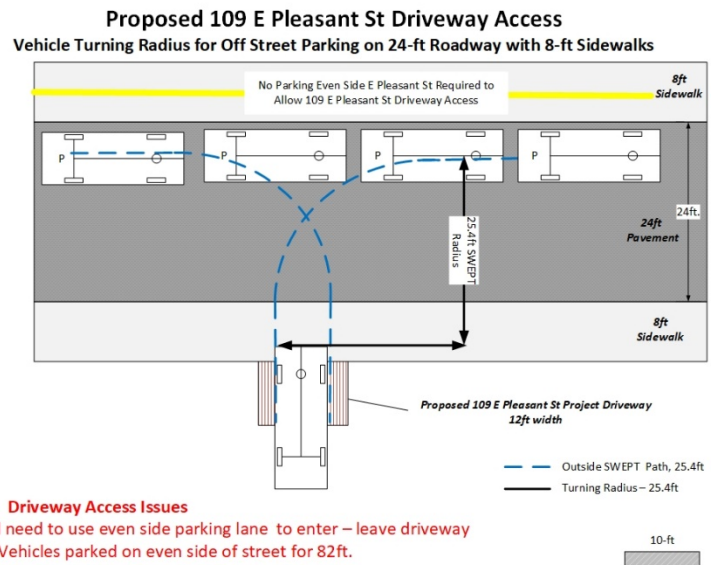 Proposed 109 E Pleasant St Driveway Access
Vehicle Turning Radius for Off Street Parking on 24-ft Roadway with 8-ft Sidewalks
No Parking Even Side E Pleasant St Required to
Allow 109 E Pleasant St Driveway Access
8ft
Sidewalk
P
P
P
P
24ft.
25.4ft SWEPT
Radius
24ft
Pavement
8ft
Sidewalk
Proposed 109 E Pleasant St Project Driveway
12ft width
Outside SWEPT Path, 25.4ft
Turning Radius – 25.4ft
Driveway Access Issues
need to use even side parking lane to enter – leave driveway
Vehicles parked on even side of street for 82ft.
10-ft